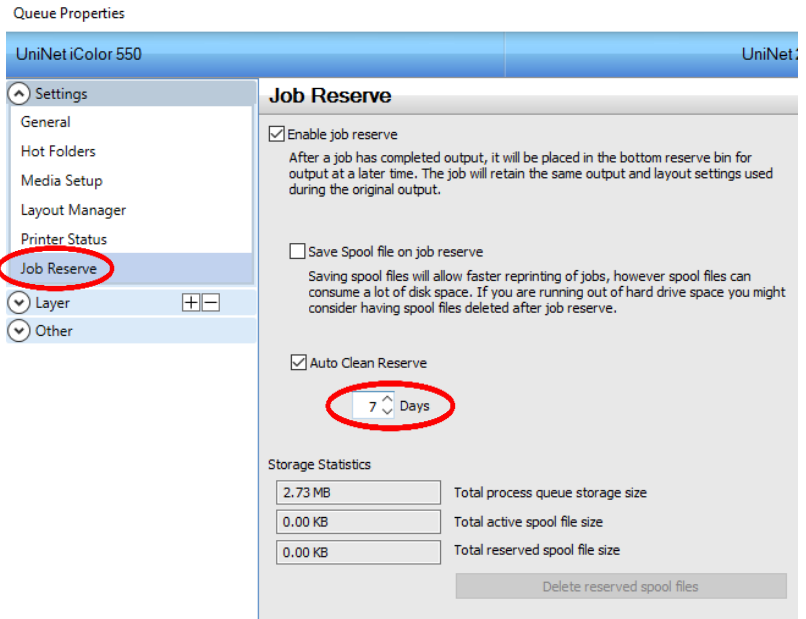 Queue Properties
UniNet iColor 550
UniNet
Settings
General
Hot Folders
Media Setup
Layout Manager
Printer Status
Job Reserve
Layer
Other
Job Reserve
Enable job reserve
After a job has completed output, it will be placed in the bottom reserve bin for
output at a later time. The job will retain the same output and layout settings used
during the original output.
Save Spool file on job reserve
Saving spool files will allow faster reprinting of jobs, however spool files can
consume a lot of disk space. If you are running out of hard drive space you might
consider having spool files deleted after job reserve.
Auto Clean Reserve
7 Days
Storage Statistics
2.73 MB Total process queue storage size
0.00 KB Total active spool file size
0.00 KB Total reserved spool file size
Delete reserved spool files